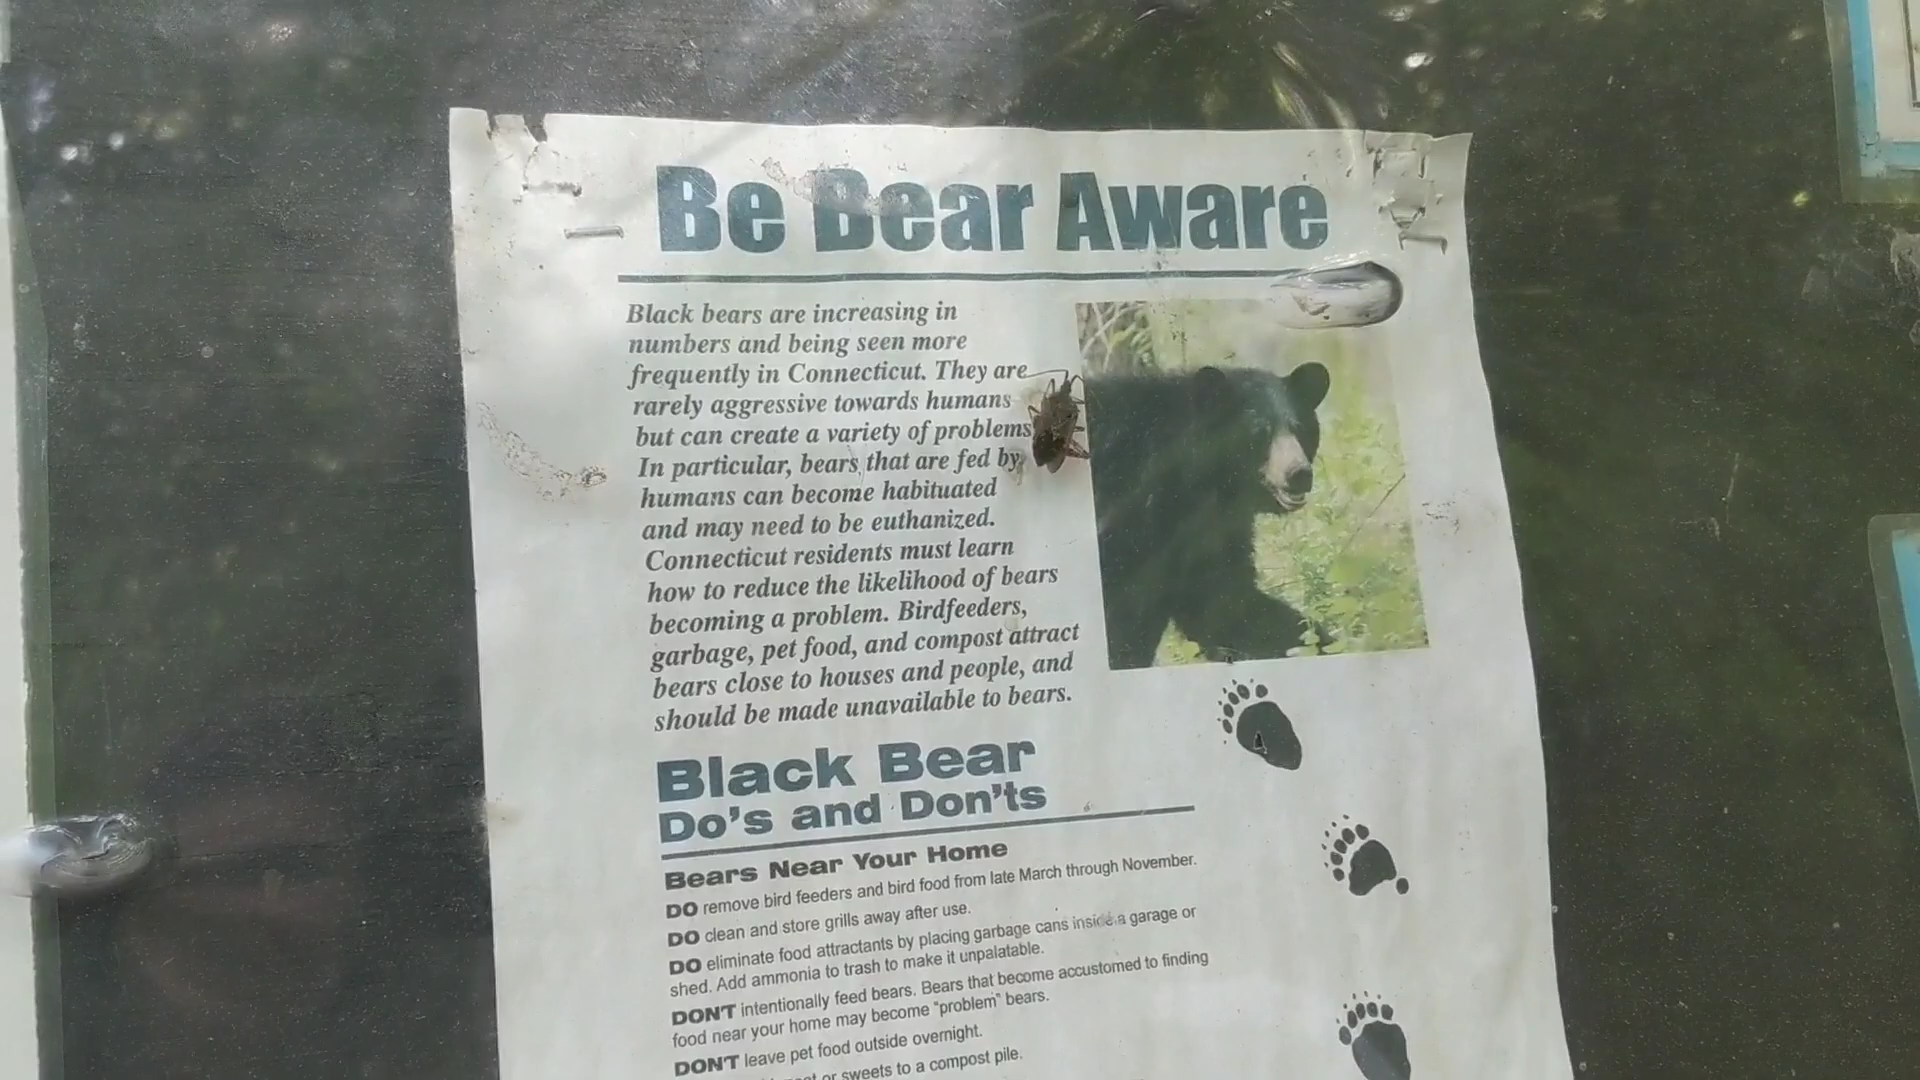 Be Bear Aware
Black bears are increasing in
numbers and being seen more
frequently in Connecticut. They are
rarely aggressive towards humans
but can create a variety of problems
In particular, bears that are fed by
humans can become habituated
and may need to be euthanized.
Connecticut residents must learn
how to reduce the likelihood of bears
becoming a problem. Birdfeeders,
garbage, pet food, and compost attract
bears close to houses and people, and
should be made unavailable to bears.
Black Bear
Do's and Don'ts
Bears Near Your Home
DO remove bird feeders and bird food from late March through November.
DO clean and store grills away after use.
DO eliminate food attractants by placing garbage cans inside a garage or
shed. Add ammonia to trash to make it unpalatable.
DON'T intentionally feed bears. Bears that become accustomed to finding
food near your home may become "problem" bears.
DON'T leave pet food outside overnight.
or sweets to a compost pile.